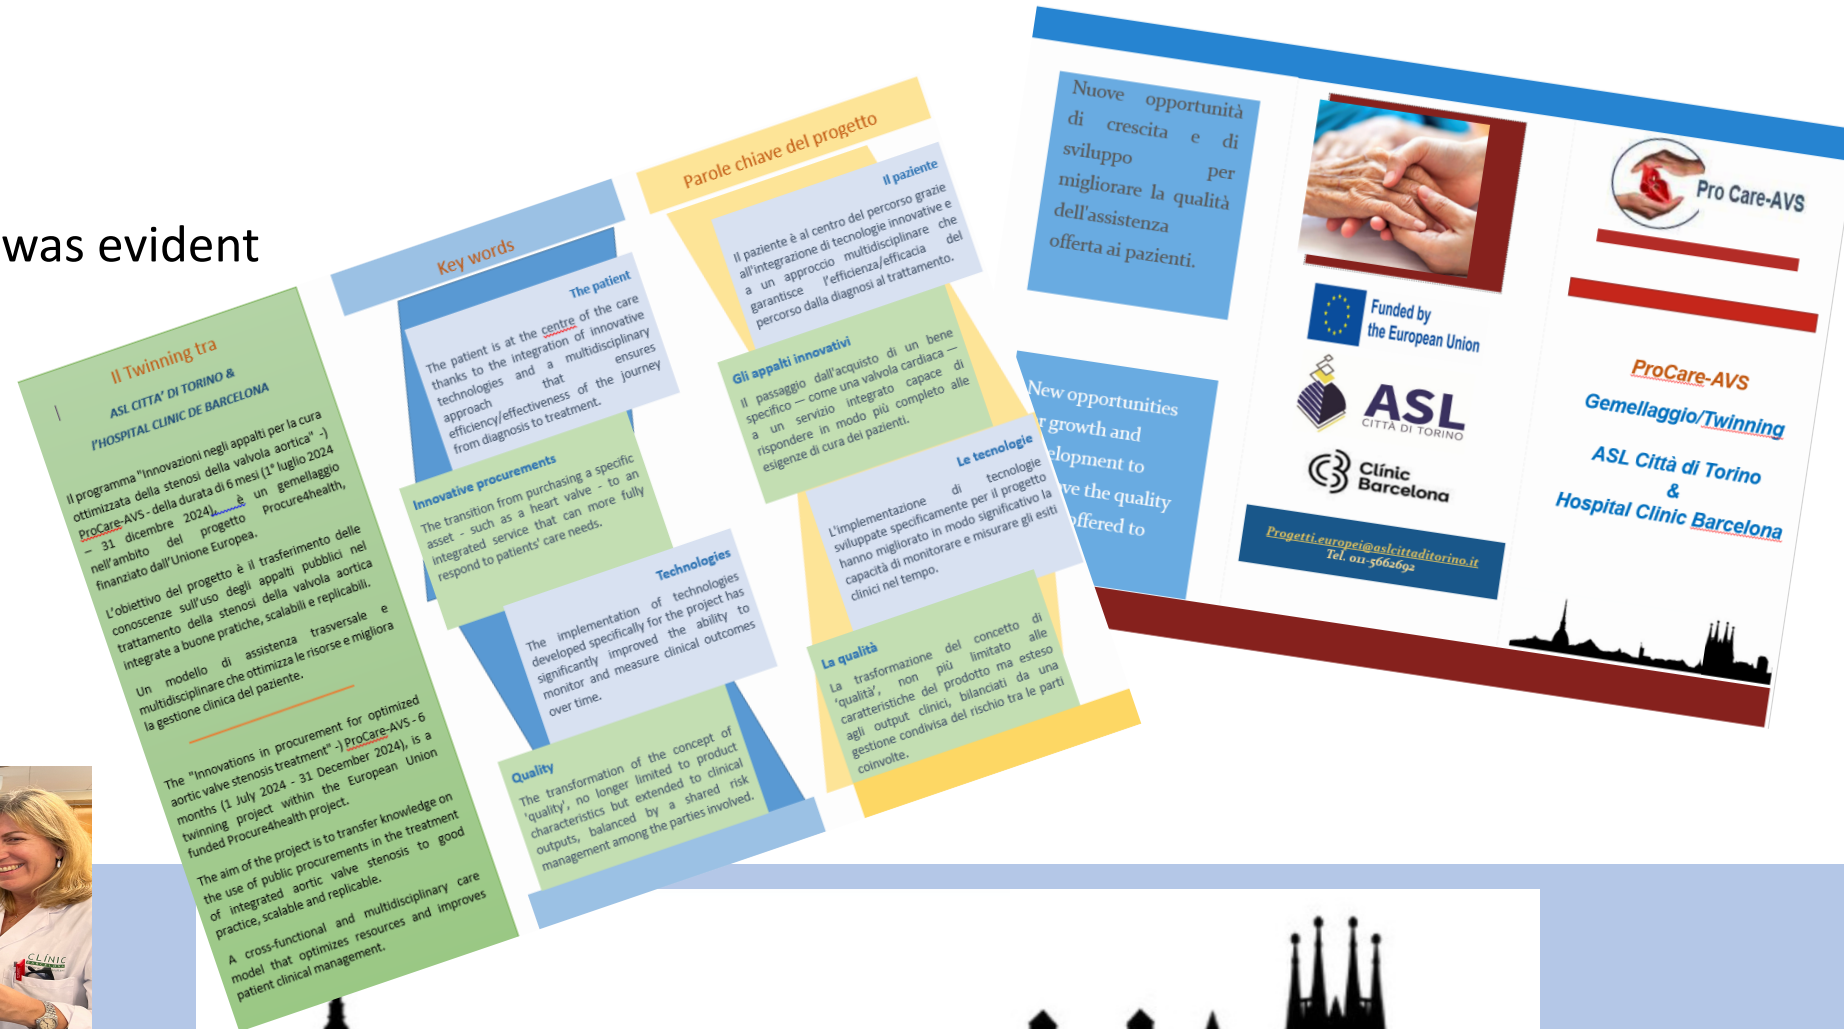 was evident
Il Twinning tra
ASL CITTA' DI TORINO &
l'HOSPITAL CLINIC DE BARCELONA
Il programma "Innovazioni negli appalti per la cura
ottimizzata della stenosi della valvola aortica" -)
ProCare-AVS - della durata di 6 mesi (1° luglio 2024
– 31 dicembre 2024), è un gemellaggio
nell'ambito del progetto Procure4health,
finanziato dall'Unione Europea.
L'obiettivo del progetto è il trasferimento delle
conoscenze sull'uso degli appalti pubblici nel
trattamento della stenosi della valvola aortica
integrate a buone pratiche, scalabili e replicabili.
Un modello di assistenza trasversale e
multidisciplinare che ottimizza le risorse e migliora
la gestione clinica del paziente.
The "Innovations in procurement for optimized
aortic valve stenosis treatment" -) ProCare-AVS - 6
months (1 July 2024 - 31 December 2024), is a
twinning project within the European Union
funded Procure4health project.
The aim of the project is to transfer knowledge on
the use of public procurements in the treatment
of integrated aortic valve stenosis to good
practice, scalable and replicable.
A cross-functional and multidisciplinary care
model that optimizes resources and improves
patient clinical management.
Key words
The patient
The patient is at the centre of the care
thanks to the integration of innovative
technologies and a multidisciplinary
approach that ensures
efficiency/effectiveness of the journey
from diagnosis to treatment.
Innovative procurements
The transition from purchasing a specific
asset - such as a heart valve - to an
integrated service that can more fully
respond to patients' care needs.
Technologies
The implementation of technologies
developed specifically for the project has
significantly improved the ability to
monitor and measure clinical outcomes
over time.
Quality
The transformation of the concept of
'quality', no longer limited to product
characteristics but extended to clinical
outputs, balanced by a shared risk
management among the parties involved.
Parole chiave del progetto
Il paziente
Il paziente è al centro del percorso grazie
all'integrazione di tecnologie innovative e
a un approccio multidisciplinare che
garantisce l'efficienza/efficacia del
percorso dalla diagnosi al trattamento.
Gli appalti innovativi
Il passaggio dall'acquisto di un bene
specifico — come una valvola cardiaca —
a un servizio integrato capace di
rispondere in modo più completo alle
esigenze di cura dei pazienti.
Le tecnologie
L'implementazione di tecnologie
sviluppate specificamente per il progetto
hanno migliorato in modo significativo la
capacità di monitorare e misurare gli esiti
clinici nel tempo.
La qualità
La trasformazione del concetto di
'qualità', non più limitato alle
caratteristiche del prodotto ma esteso
agli output clinici, bilanciati da una
gestione condivisa del rischio tra le parti
coinvolte.
Nuove opportunità
di crescita e di
sviluppo per
migliorare la qualità
dell'assistenza
offerta ai pazienti.
New opportunities
r growth and
elopment to
ve the quality
offered to
Funded by
the European Union
ASL
CITTÀ DI TORINO
Clínic
Barcelona
Progetti.europei@aslcittaditorino.it
Tel. 011-5662692
Pro Care-AVS
ProCare-AVS
Gemellaggio/Twinning
ASL Città di Torino
&
Hospital Clinic Barcelona
CLÍNIC